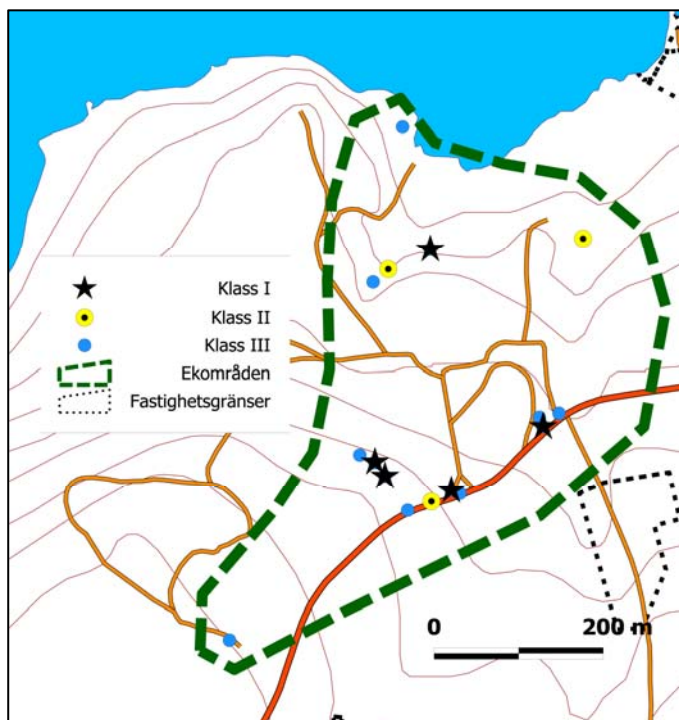 Klass I
Klass II
Klass III
Ekområden
Fastighetsgränser
0 200 m